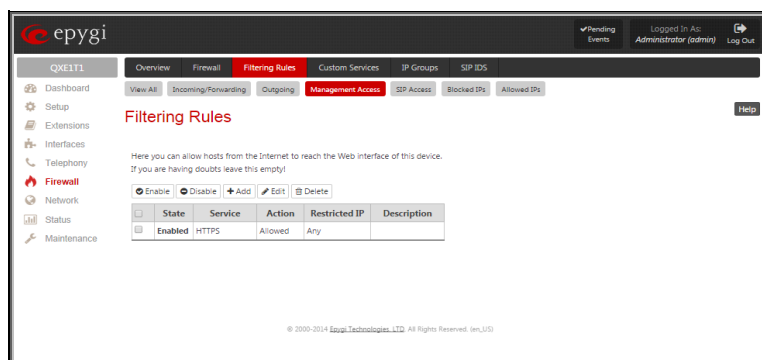 epygi
Pending Events
Logged In As:
Administrator (admin)
Log Out
QXE1T1
Overview Firewall Filtering Rules Custom Services IP Groups SIP IDS
Dashboard
Setup
Extensions
Interfaces
Telephony
Firewall
Network
Status
Maintenance
View All Incoming/Forwarding Outgoing Management Access SIP Access Blocked IPs Allowed IPs
Help
Filtering Rules
Here you can allow hosts from the Internet to reach the Web interface of this device.
If you are having doubts leave this empty!
Enable Disable Add Edit Delete
State Service Action Restricted IP Description
Enabled HTTPS Allowed Any
© 2000-2014 Epygi Technologies, LTD. All Rights Reserved. (en_US)